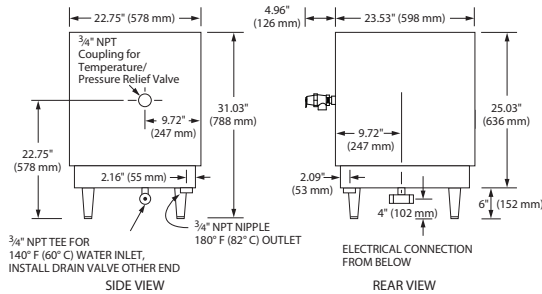 22.75" (578 mm)
4.96"
(126 mm)
23.53" (598 mm)
3/4" NPT
Coupling for
Temperature/
Pressure Relief Valve
9.72"
(247 mm)
31.03"
(788 mm)
22.75"
(578 mm)
2.16" (55 mm)
3/4" NPT TEE FOR
140° F (60° C) WATER INLET,
INSTALL DRAIN VALVE OTHER END
3/4" NPT NIPPLE
180° F (82° C) OUTLET
SIDE VIEW
9.72"
(247 mm)
25.03"
(636 mm)
2.09"
(53 mm)
4" (102 mm)
6" (152 mm)
ELECTRICAL CONNECTION
FROM BELOW
REAR VIEW